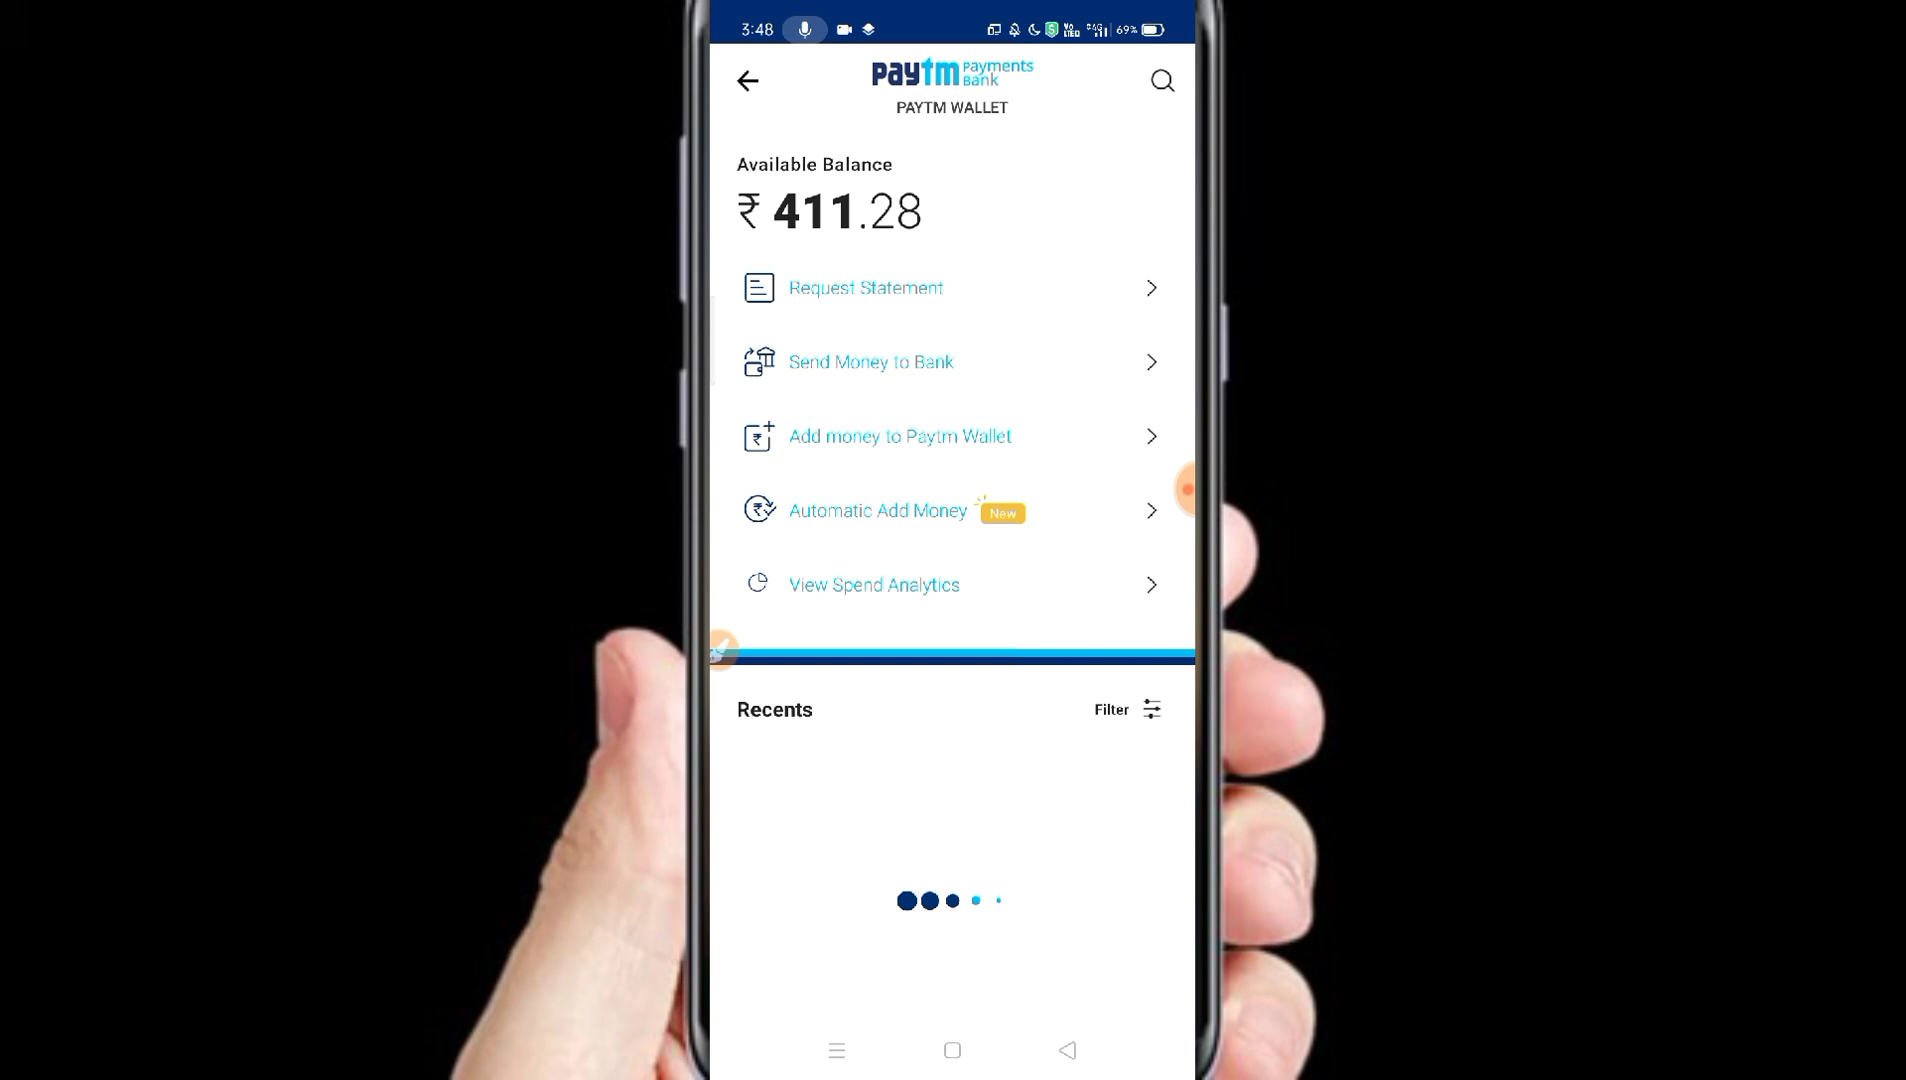 3:48 69%
paytm Payments Bank
PAYTM WALLET
Available Balance
₹ 411.28
Request Statement
Send Money to Bank
Add money to Paytm Wallet
Automatic Add Money New
View Spend Analytics
Recents Filter